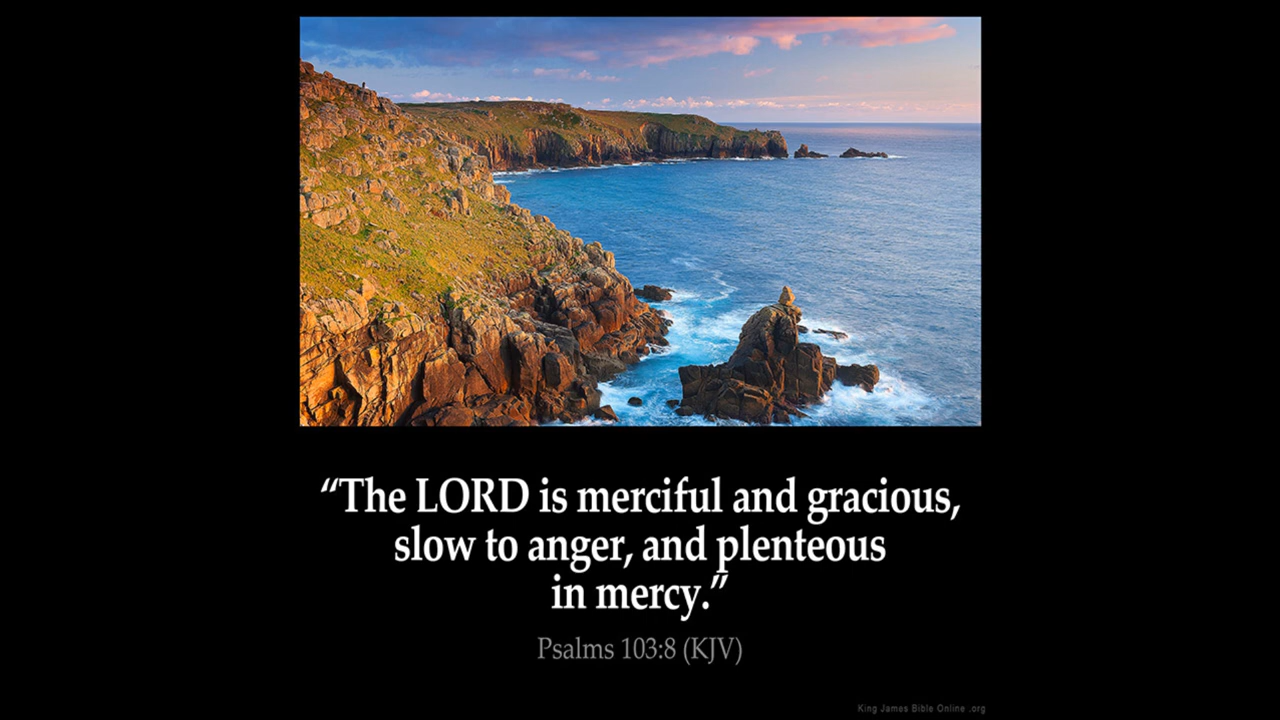 “The LORD is merciful and gracious,
slow to anger, and plenteous
in mercy.”
Psalms 103:8 (KJV)
King James Bible Online .org